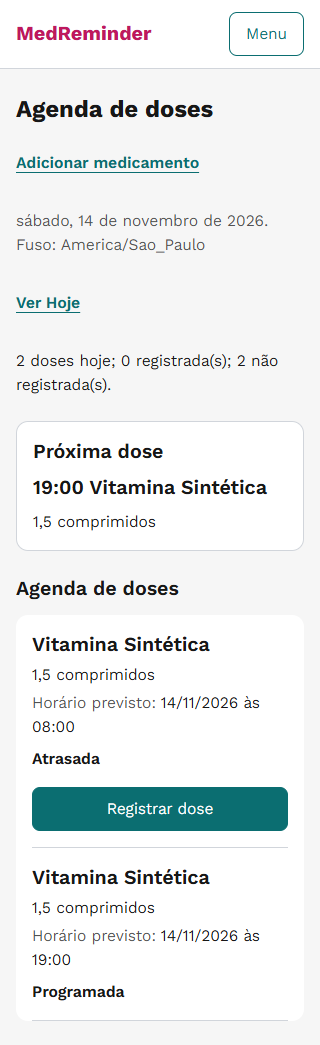 MedReminder
Menu
Agenda de doses
Adicionar medicamento
sábado, 14 de novembro de 2026.
Fuso: America/Sao_Paulo
Ver Hoje
2 doses hoje; 0 registrada(s); 2 não
registrada(s).
Próxima dose
19:00 Vitamina Sintética
1,5 comprimidos
Agenda de doses
Vitamina Sintética
1,5 comprimidos
Horário previsto: 14/11/2026 às
08:00
Atrasada
Registrar dose
Vitamina Sintética
1,5 comprimidos
Horário previsto: 14/11/2026 às
19:00
Programada